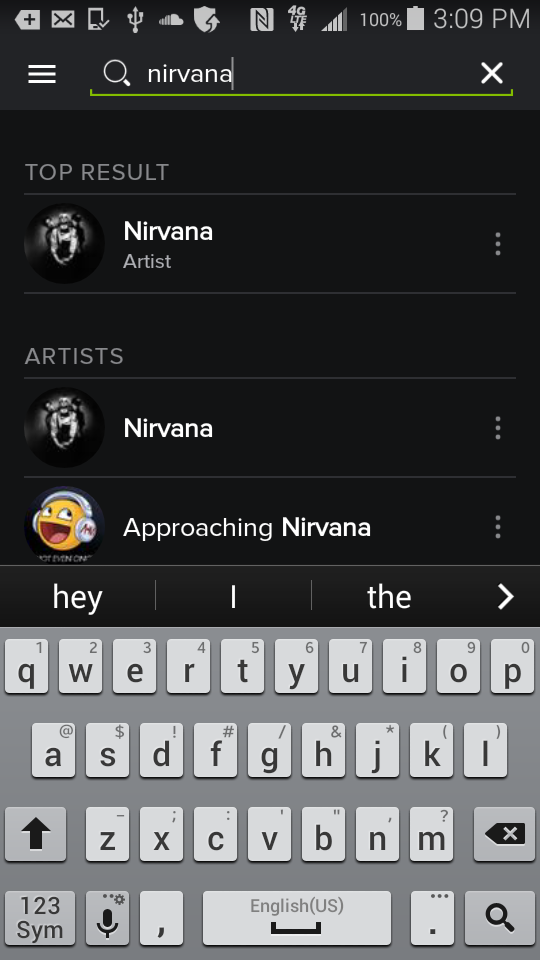 4G LTE 100% 3:09 PM
nirvana
TOP RESULT
Nirvana
Artist
ARTISTS
Nirvana
Approaching Nirvana
hey I the
1 2 3 4 5 6 7 8 9 0
q w e r t y u i o p
@ $ ! # / & * ( )
a s d f g h j k l
– ; : ' " , ?
z x c v b n m
123
Sym , English(US) .